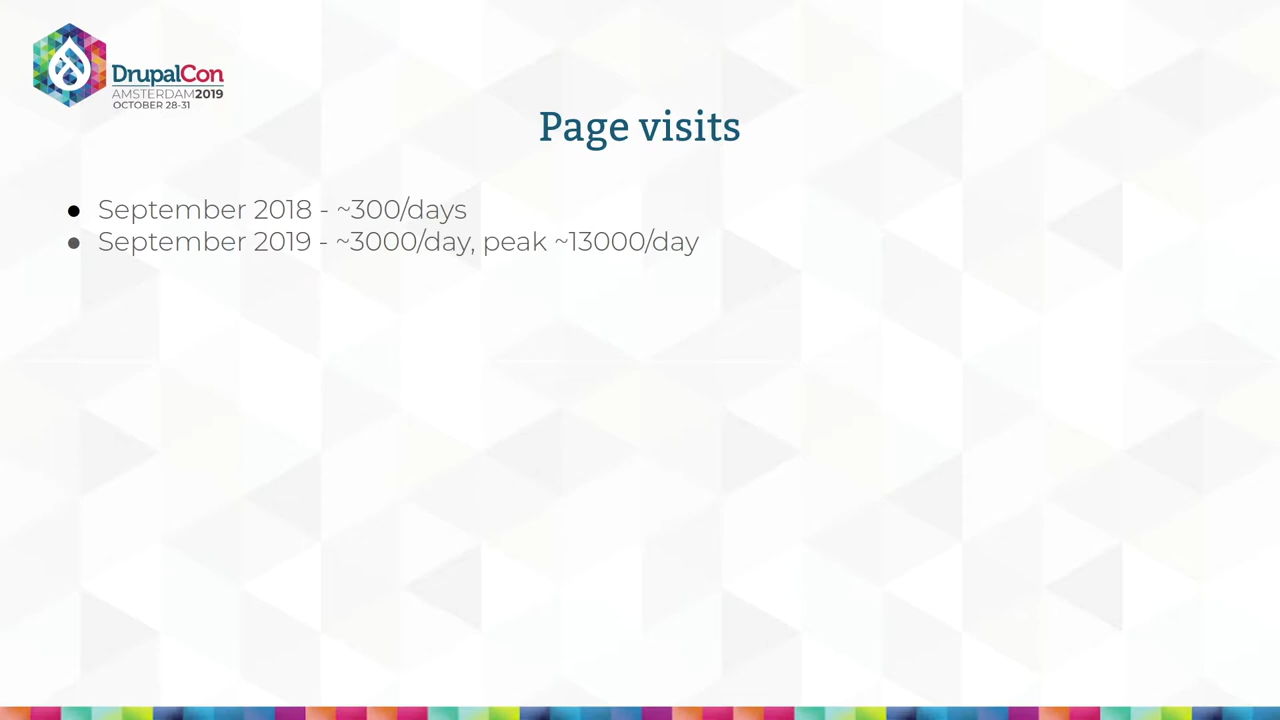 DrupalCon
AMSTERDAM2019
OCTOBER 28-31
Page visits
● September 2018 - ~300/days
● September 2019 - ~3000/day, peak ~13000/day